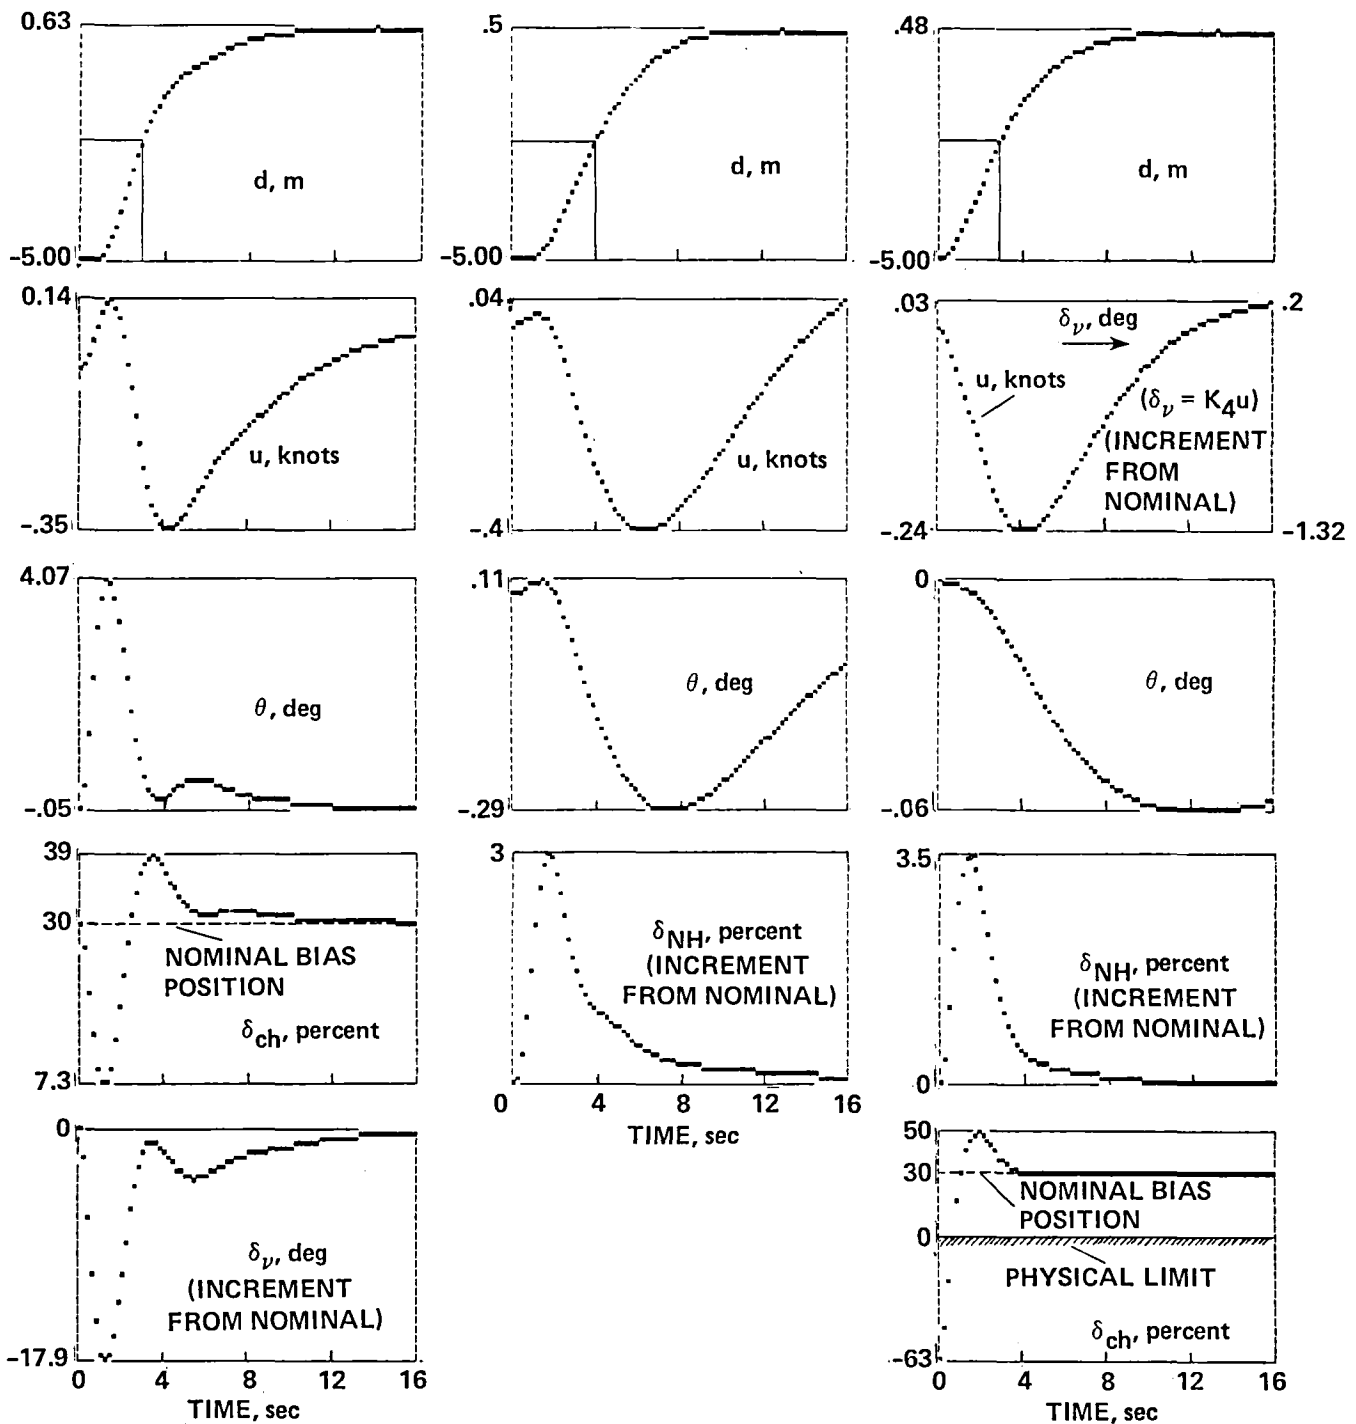 0.63
d, m
-5.00
4
8
12
16
.5
d, m
-5.00
.48
d, m
-5.00
0.14
u, knots
-.35
.04
u, knots
-.4
.03
.2
δν, deg
u, knots
(δν = K4u)
(INCREMENT
FROM
NOMINAL)
-.24
-1.32
4.07
θ, deg
-.05
.11
θ, deg
-.29
0
θ, deg
-.06
39
30
NOMINAL BIAS
POSITION
δch, percent
7.3
3
δNH, percent
(INCREMENT
FROM NOMINAL)
0
0
4
8
12
16
TIME, sec
3.5
δNH, percent
(INCREMENT
FROM NOMINAL)
0
0
δν, deg
(INCREMENT
FROM NOMINAL)
-17.9
0
4
8
12
16
TIME, sec
50
30
NOMINAL BIAS
POSITION
0
PHYSICAL LIMIT
δch, percent
-63
0
4
8
12
16
TIME, sec